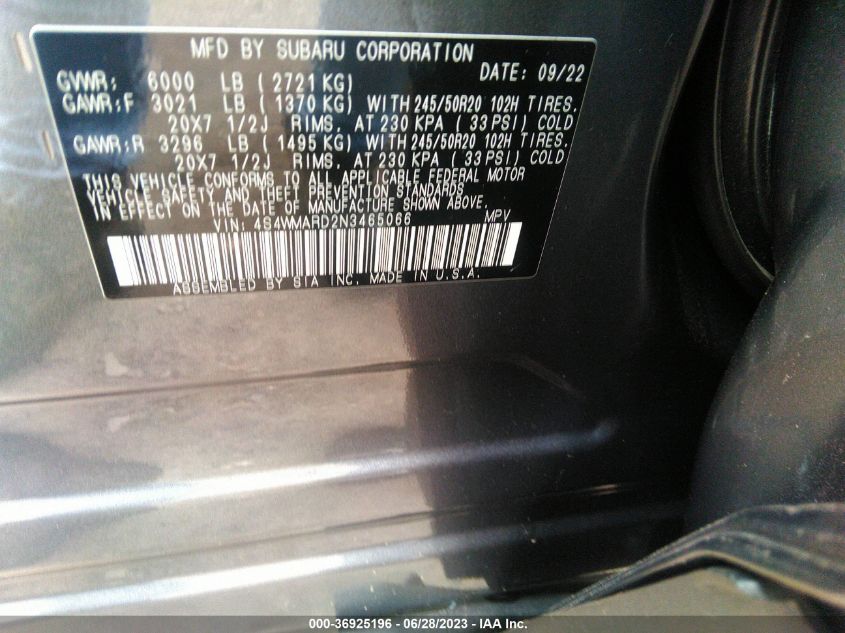 MFD BY SUBARU CORPORATION
DATE: 09/22
GVWR: 6000 LB ( 2721 KG)
GAWR:F 3021 LB ( 1370 KG) WITH 245/50R20 102H TIRES.
20X7 1/2J RIMS, AT 230 KPA ( 33 PSI) COLD
GAWR:R 3296 LB ( 1495 KG) WITH 245/50R20 102H TIRES.
20X7 1/2J RIMS, AT 230 KPA ( 33 PSI) COLD
THIS VEHICLE CONFORMS TO ALL APPLICABLE FEDERAL MOTOR
VEHICLE SAFETY AND THEFT PREVENTION STANDARDS
IN EFFECT ON THE DATE OF MANUFACTURE SHOWN ABOVE.
VIN: 4S4WMARD2N3465066 MPV
ASSEMBLED BY SIA INC. MADE IN U.S.A.
000-36925196 - 06/28/2023 - IAA Inc.